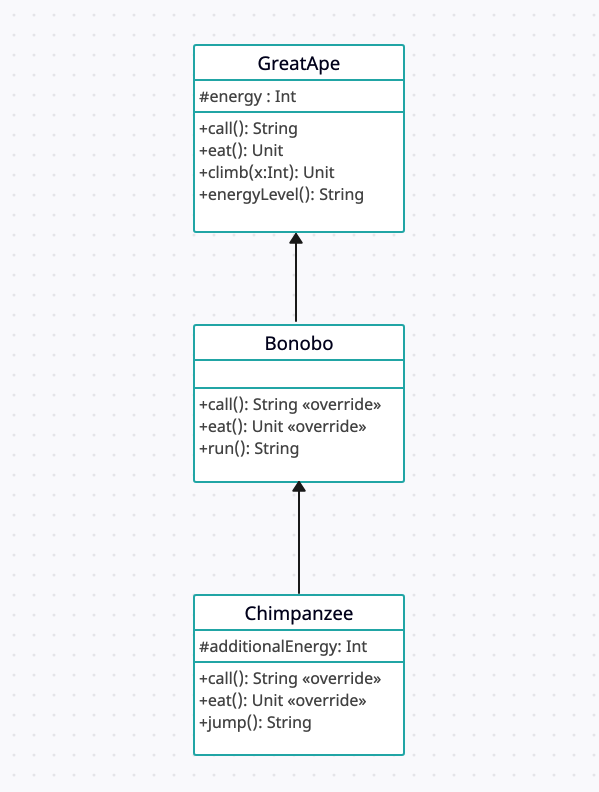 GreatApe
#energy : Int
+call(): String
+eat(): Unit
+climb(x:Int): Unit
+energyLevel(): String
Bonobo
+call(): String «override»
+eat(): Unit «override»
+run(): String
Chimpanzee
#additionalEnergy: Int
+call(): String «override»
+eat(): Unit «override»
+jump(): String